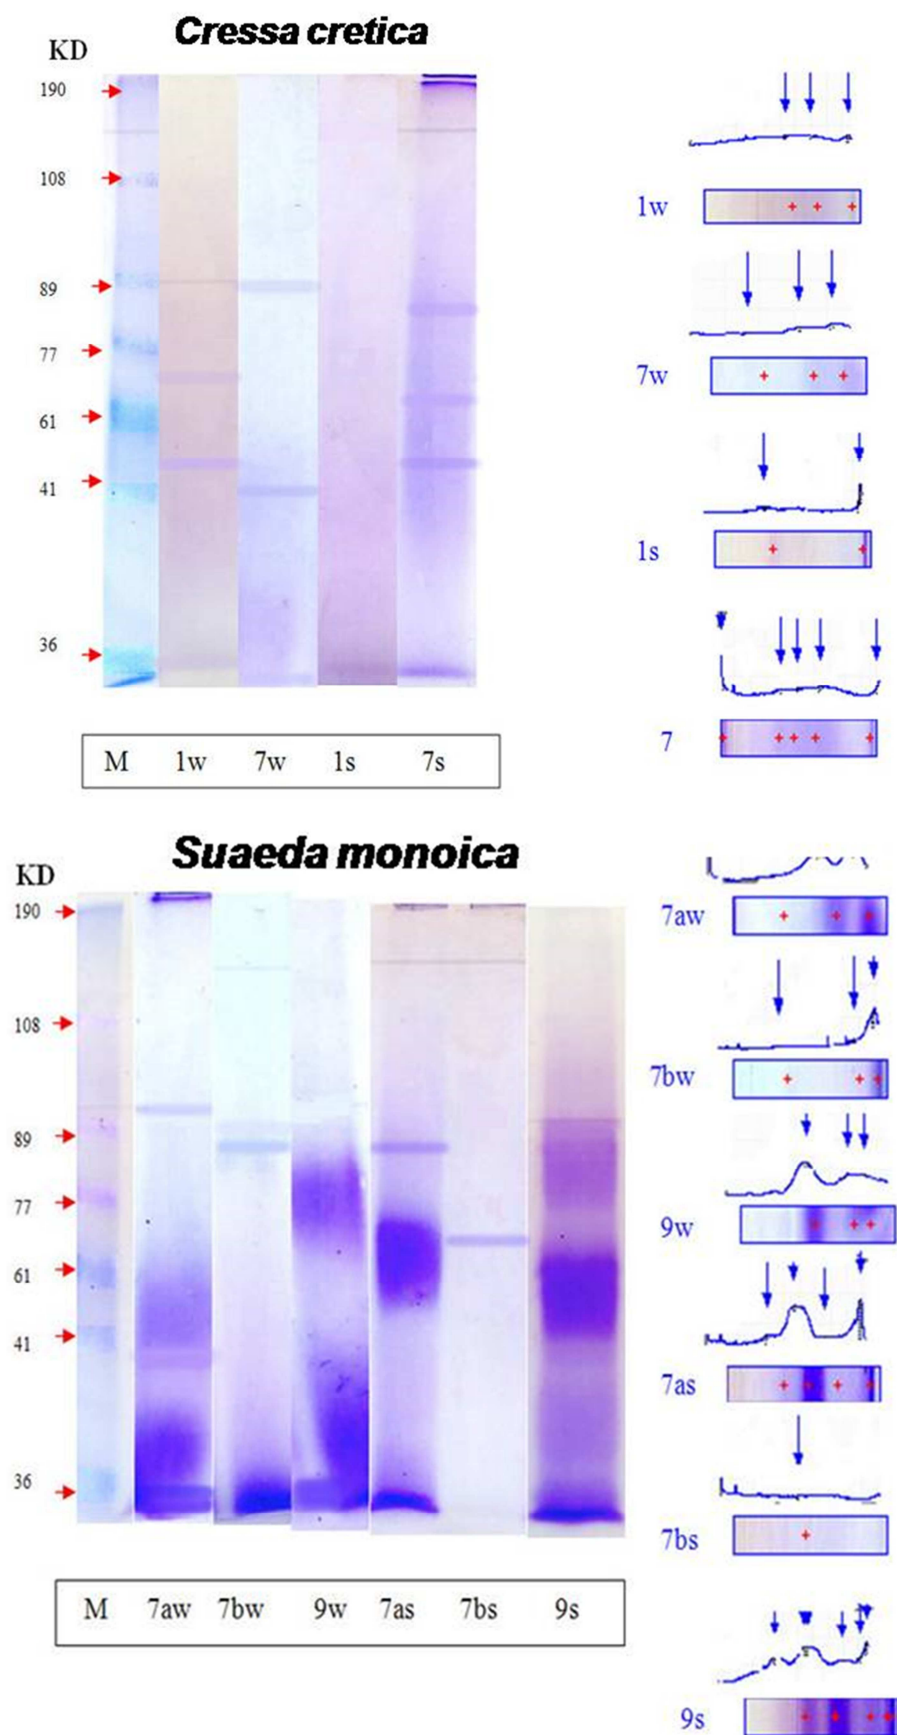 Cressa cretica
KD
190
108
89
77
61
41
36
M 1w 7w 1s 7s
1w
7w
1s
7
Suaeda monoica
KD
190
108
89
77
61
41
36
M 7aw 7bw 9w 7as 7bs 9s
7aw
7bw
9w
7as
7bs
9s